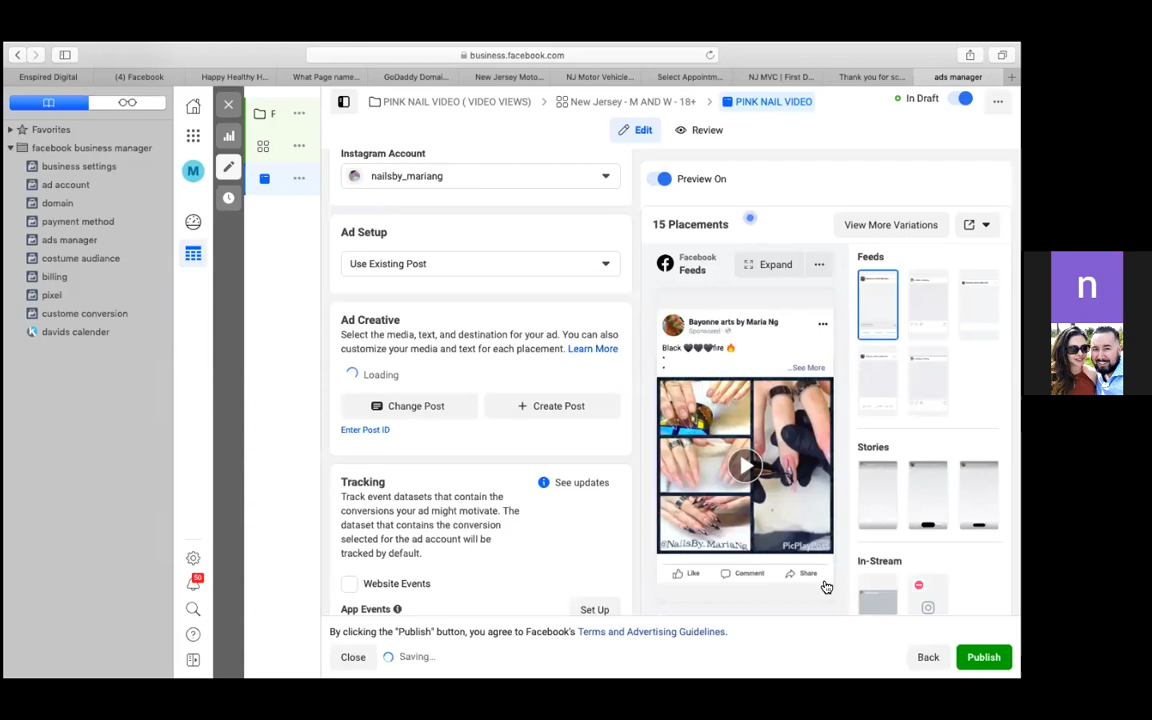 business.facebook.com
Enspired Digital
(4) Facebook
Happy Healthy H...
What Page name...
GoDaddy Domai...
New Jersey Moto...
NJ Motor Vehicle...
Select Appointm...
NJ MVC | First D...
Thank you for sc...
ads manager
Favorites
facebook business manager
business settings
ad account
domain
payment method
ads manager
costume audiance
billing
pixel
custome conversion
davids calender
M
50
F
PINK NAIL VIDEO ( VIDEO VIEWS)
New Jersey - M AND W - 18+
PINK NAIL VIDEO
In Draft
Edit
Review
Instagram Account
nailsby_mariang
Ad Setup
Use Existing Post
Ad Creative
Select the media, text, and destination for your ad. You can also
customize your media and text for each placement. Learn More
Loading
Change Post
Create Post
Enter Post ID
Tracking
See updates
Track event datasets that contain the
conversions your ad might motivate. The
dataset that contains the conversion
selected for the ad account will be
tracked by default.
Website Events
App Events
Set Up
Preview On
15 Placements
View More Variations
Facebook
Feeds
Expand
Bayonne arts by Maria Ng
Sponsored
Black 🖤🖤🖤fire 🔥
...See More
#NailsBy_MariaNg
Like
Comment
Share
Feeds
Stories
In-Stream
By clicking the "Publish" button, you agree to Facebook's Terms and Advertising Guidelines.
Close
Saving...
Back
Publish
n